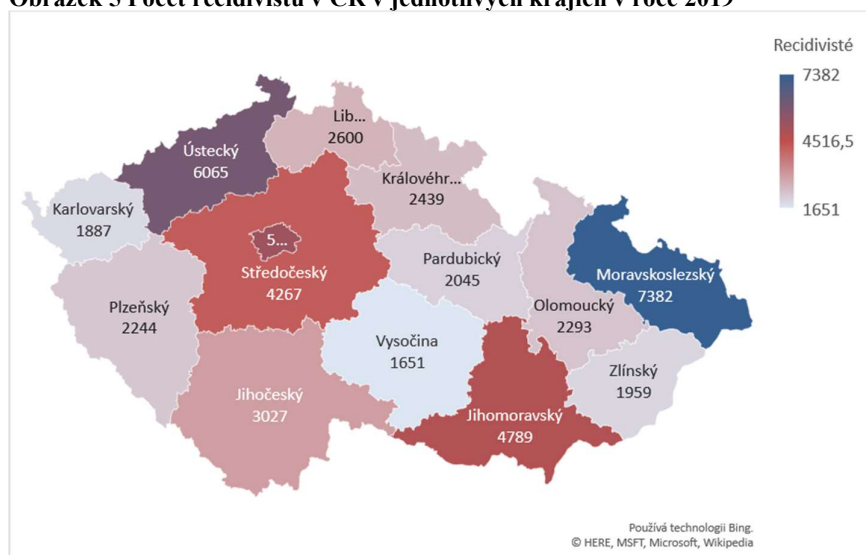 Obrázek 5 Počet recidivistů v ČR v jednotlivých krajích v roce 2019
Recidivisté
7382
4516,5
1651
Lib...
2600
Ústecký
6065
Královéhr...
2439
Karlovarský
1887
5...
Středočeský
4267
Pardubický
2045
Moravskoslezský
7382
Plzeňský
2244
Olomoucký
2293
Vysočina
1651
Zlínský
1959
Jihočeský
3027
Jihomoravský
4789
Používá technologii Bing.
© HERE, MSFT, Microsoft, Wikipedia